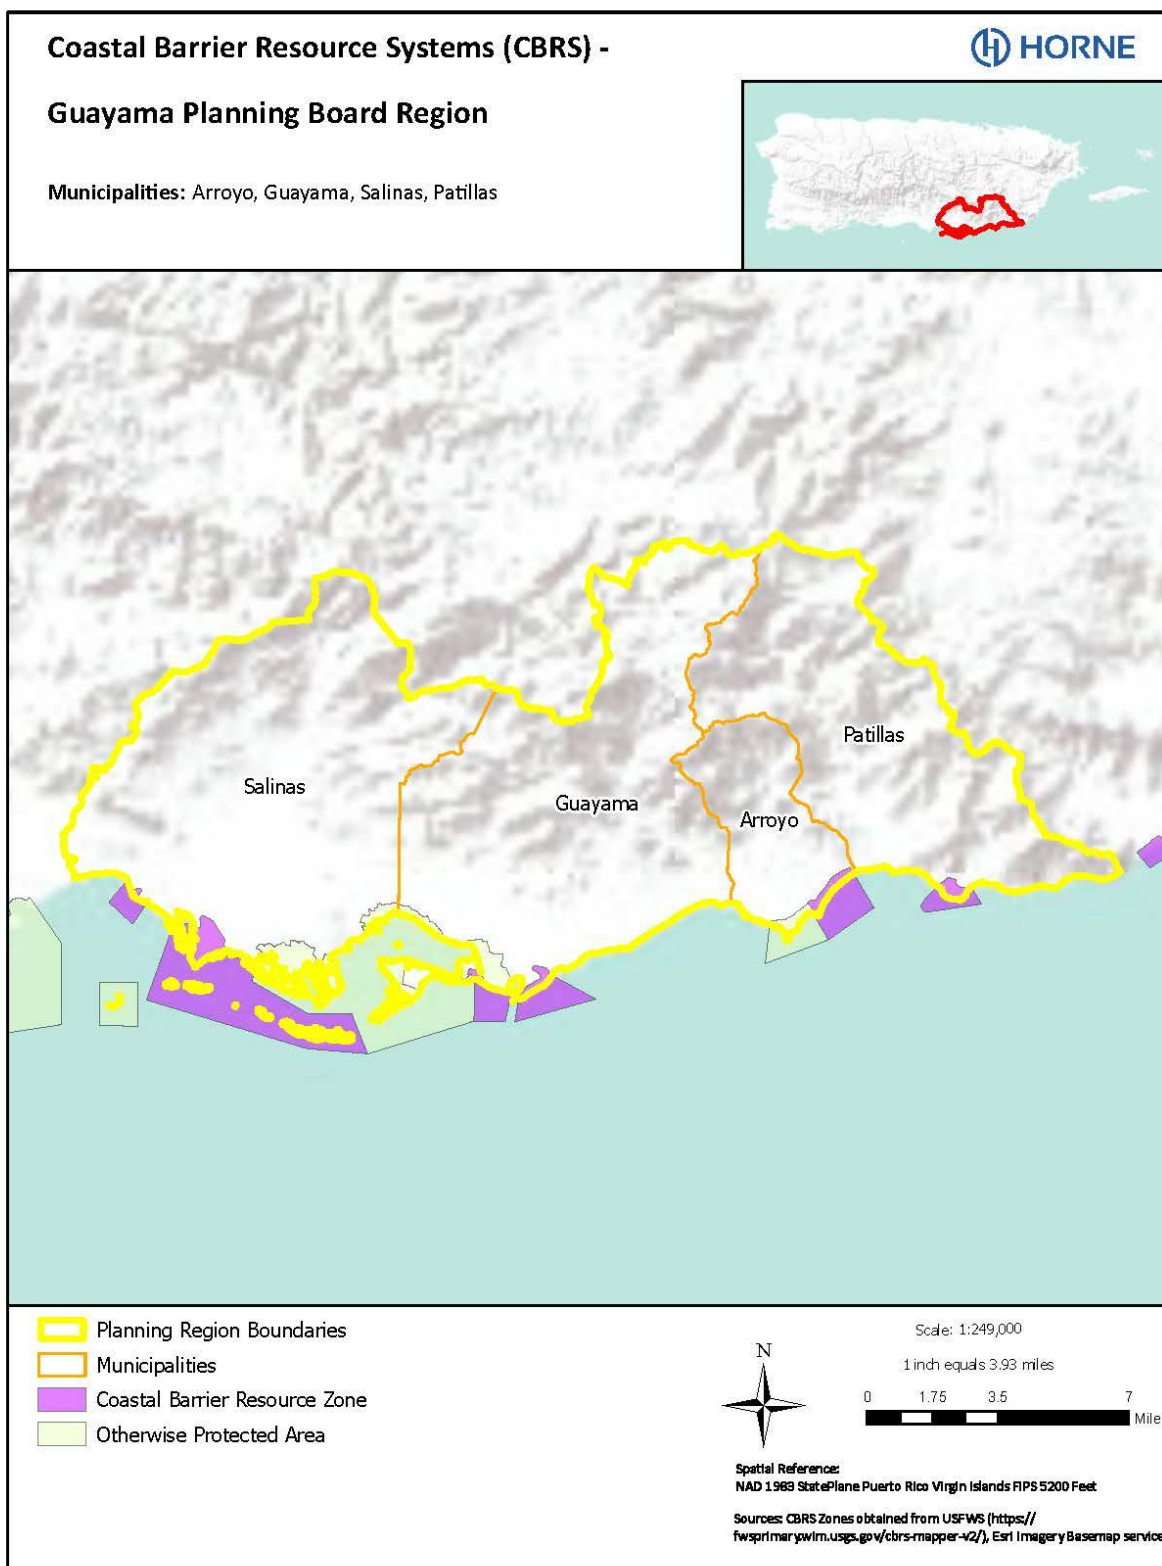 Coastal Barrier Resource Systems (CBRS) -
HORNE
Guayama Planning Board Region
Municipalities: Arroyo, Guayama, Salinas, Patillas
Patillas
Salinas
Guayama
Arroyo
Planning Region Boundaries
Municipalities
Coastal Barrier Resource Zone
Otherwise Protected Area
N
Scale: 1:249,000
1 inch equals 3.93 miles
0 1.75 3.5 7
Mile
Spatial Reference:
NAD 1983 StatePlane Puerto Rico Virgin Islands FIPS 5200 Feet
Sources: CBRS Zones obtained from USFWS (https://
fwsprimary.wim.usgs.gov/cbrs-mapper-v2/), Esri Imagery Basemap service